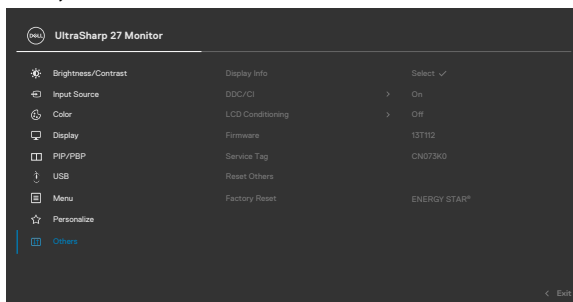 DELL UltraSharp 27 Monitor
Brightness/Contrast Display Info Select ✓
Input Source DDC/CI > On
Color LCD Conditioning > Off
Display Firmware 13T112
PIP/PBP Service Tag CN073K0
USB Reset Others
Menu Factory Reset ENERGY STAR®
Personalize
Others
< Exit